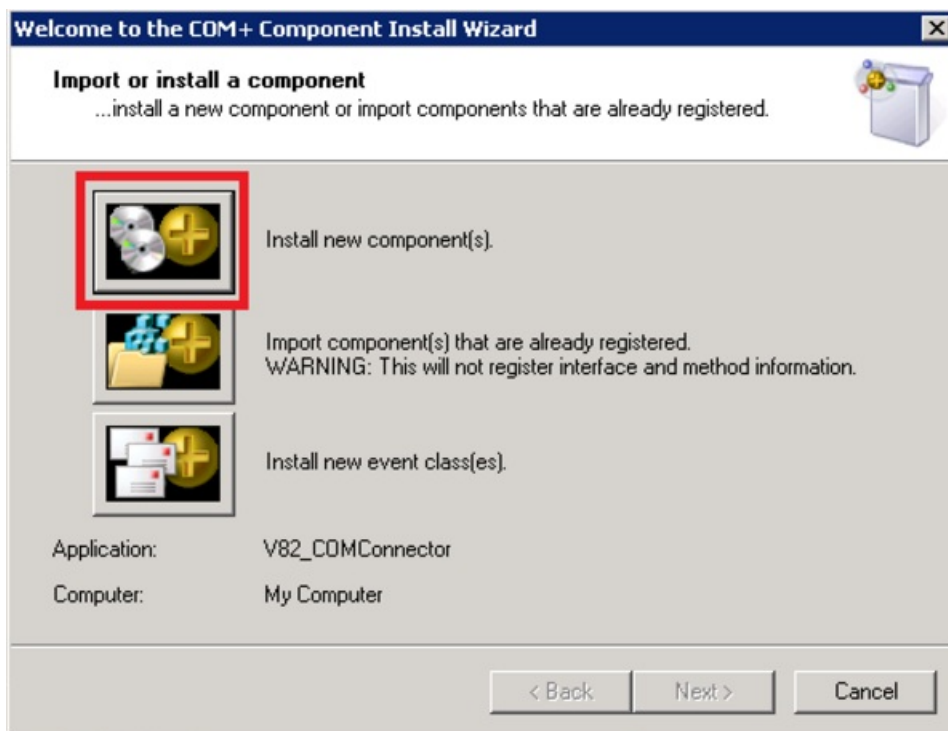 Welcome to the COM+ Component Install Wizard
Import or install a component
...install a new component or import components that are already registered.
Install new component(s).
Import component(s) that are already registered.
WARNING: This will not register interface and method information.
Install new event class(es).
Application: V82_COMConnector
Computer: My Computer
< Back Next > Cancel